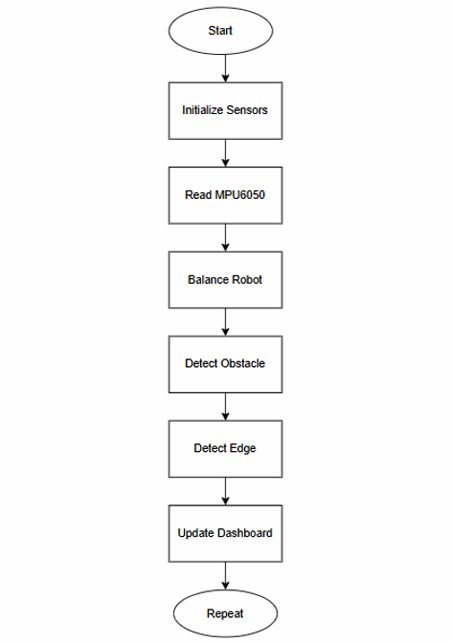 Start
Initialize Sensors
Read MPU6050
Balance Robot
Detect Obstacle
Detect Edge
Update Dashboard
Repeat